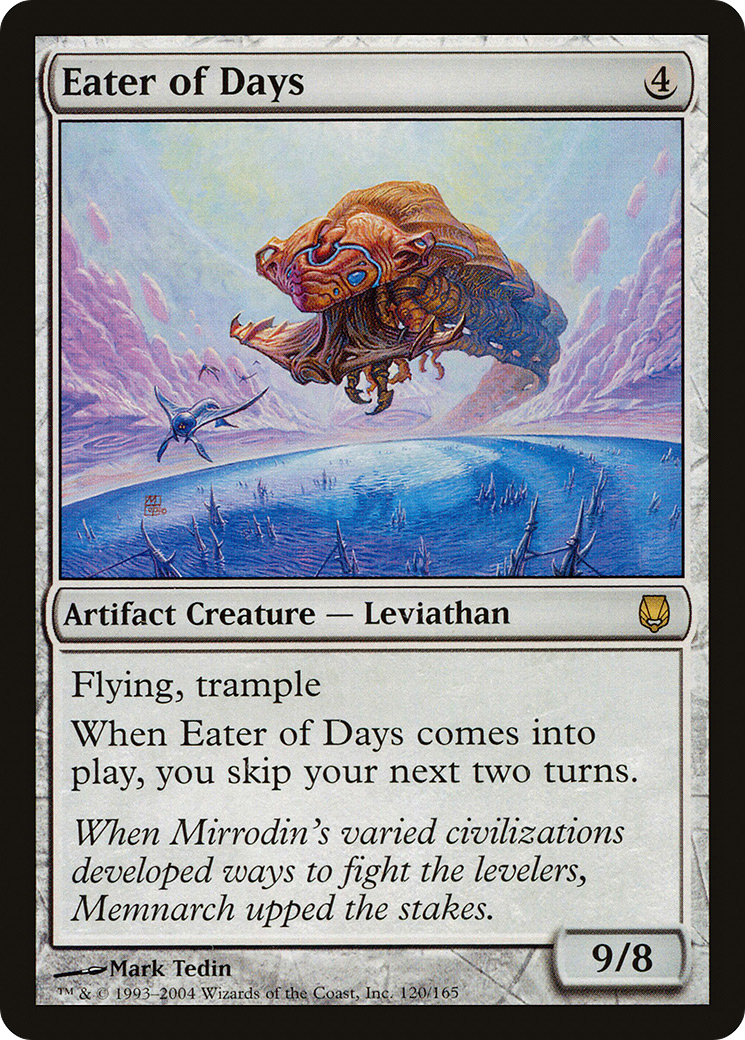 Eater of Days 4
Artifact Creature — Leviathan
Flying, trample
When Eater of Days comes into
play, you skip your next two turns.
When Mirrodin's varied civilizations
developed ways to fight the levelers,
Memnarch upped the stakes.
9/8
Mark Tedin
™ & © 1993–2004 Wizards of the Coast, Inc. 120/165